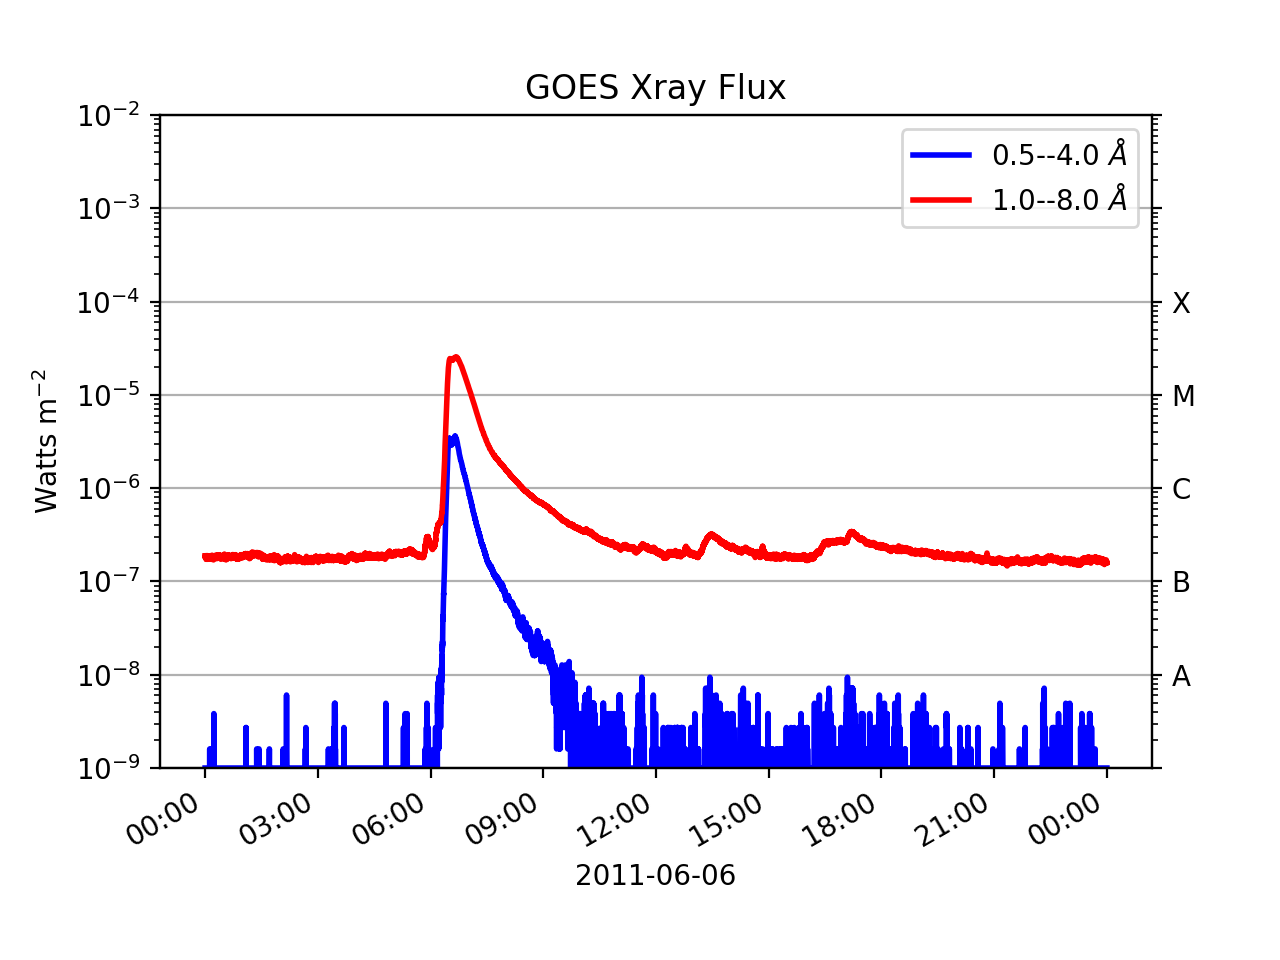 GOES Xray Flux
10⁻²
10⁻³
10⁻⁴
10⁻⁵
10⁻⁶
10⁻⁷
10⁻⁸
10⁻⁹
Watts m⁻²
0.5--4.0 Å
1.0--8.0 Å
X
M
C
B
A
00:00
03:00
06:00
09:00
12:00
15:00
18:00
21:00
00:00
2011-06-06